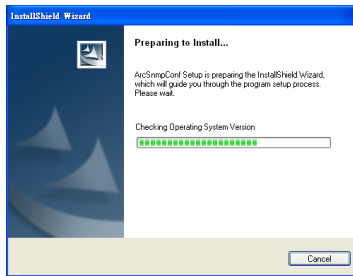 InstallShield Wizard
Preparing to Install...
ArcSnmpConf Setup is preparing the InstallShield Wizard,
which will guide you through the program setup process.
Please wait.
Checking Operating System Version
Cancel